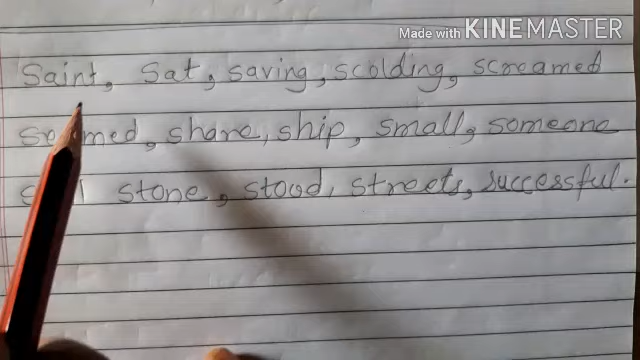 Made with KINEMASTER
Saint, Sat, saving, scolding, screamed
share, ship, small, someone
stone, stood, streets, successful.